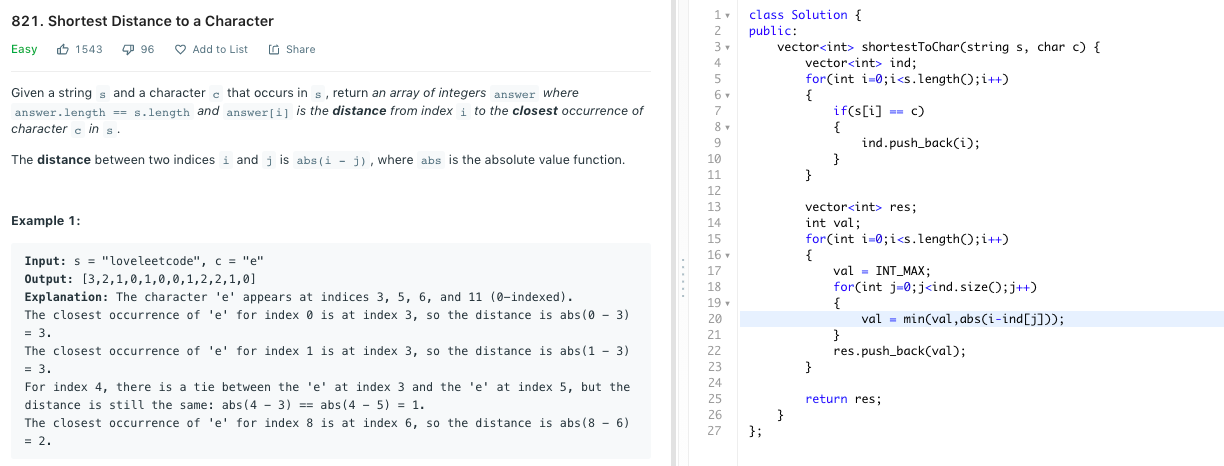 821. Shortest Distance to a Character
Easy 1543 96 Add to List Share
Given a string s and a character c that occurs in s, return an array of integers answer where
answer.length == s.length and answer[i] is the distance from index i to the closest occurrence of
character c in s.
The distance between two indices i and j is abs(i - j), where abs is the absolute value function.
Example 1:
Input: s = "loveleetcode", c = "e"
Output: [3,2,1,0,1,0,0,1,2,2,1,0]
Explanation: The character 'e' appears at indices 3, 5, 6, and 11 (0-indexed).
The closest occurrence of 'e' for index 0 is at index 3, so the distance is abs(0 - 3)
= 3.
The closest occurrence of 'e' for index 1 is at index 3, so the distance is abs(1 - 3)
= 3.
For index 4, there is a tie between the 'e' at index 3 and the 'e' at index 5, but the
distance is still the same: abs(4 - 3) == abs(4 - 5) = 1.
The closest occurrence of 'e' for index 8 is at index 6, so the distance is abs(8 - 6)
= 2.
1 class Solution {
2 public:
3 vector<int> shortestToChar(string s, char c) {
4 vector<int> ind;
5 for(int i=0;i<s.length();i++)
6 {
7 if(s[i] == c)
8 {
9 ind.push_back(i);
10 }
11 }
12
13 vector<int> res;
14 int val;
15 for(int i=0;i<s.length();i++)
16 {
17 val = INT_MAX;
18 for(int j=0;j<ind.size();j++)
19 {
20 val = min(val,abs(i-ind[j]));
21 }
22 res.push_back(val);
23 }
24
25 return res;
26 }
27 };